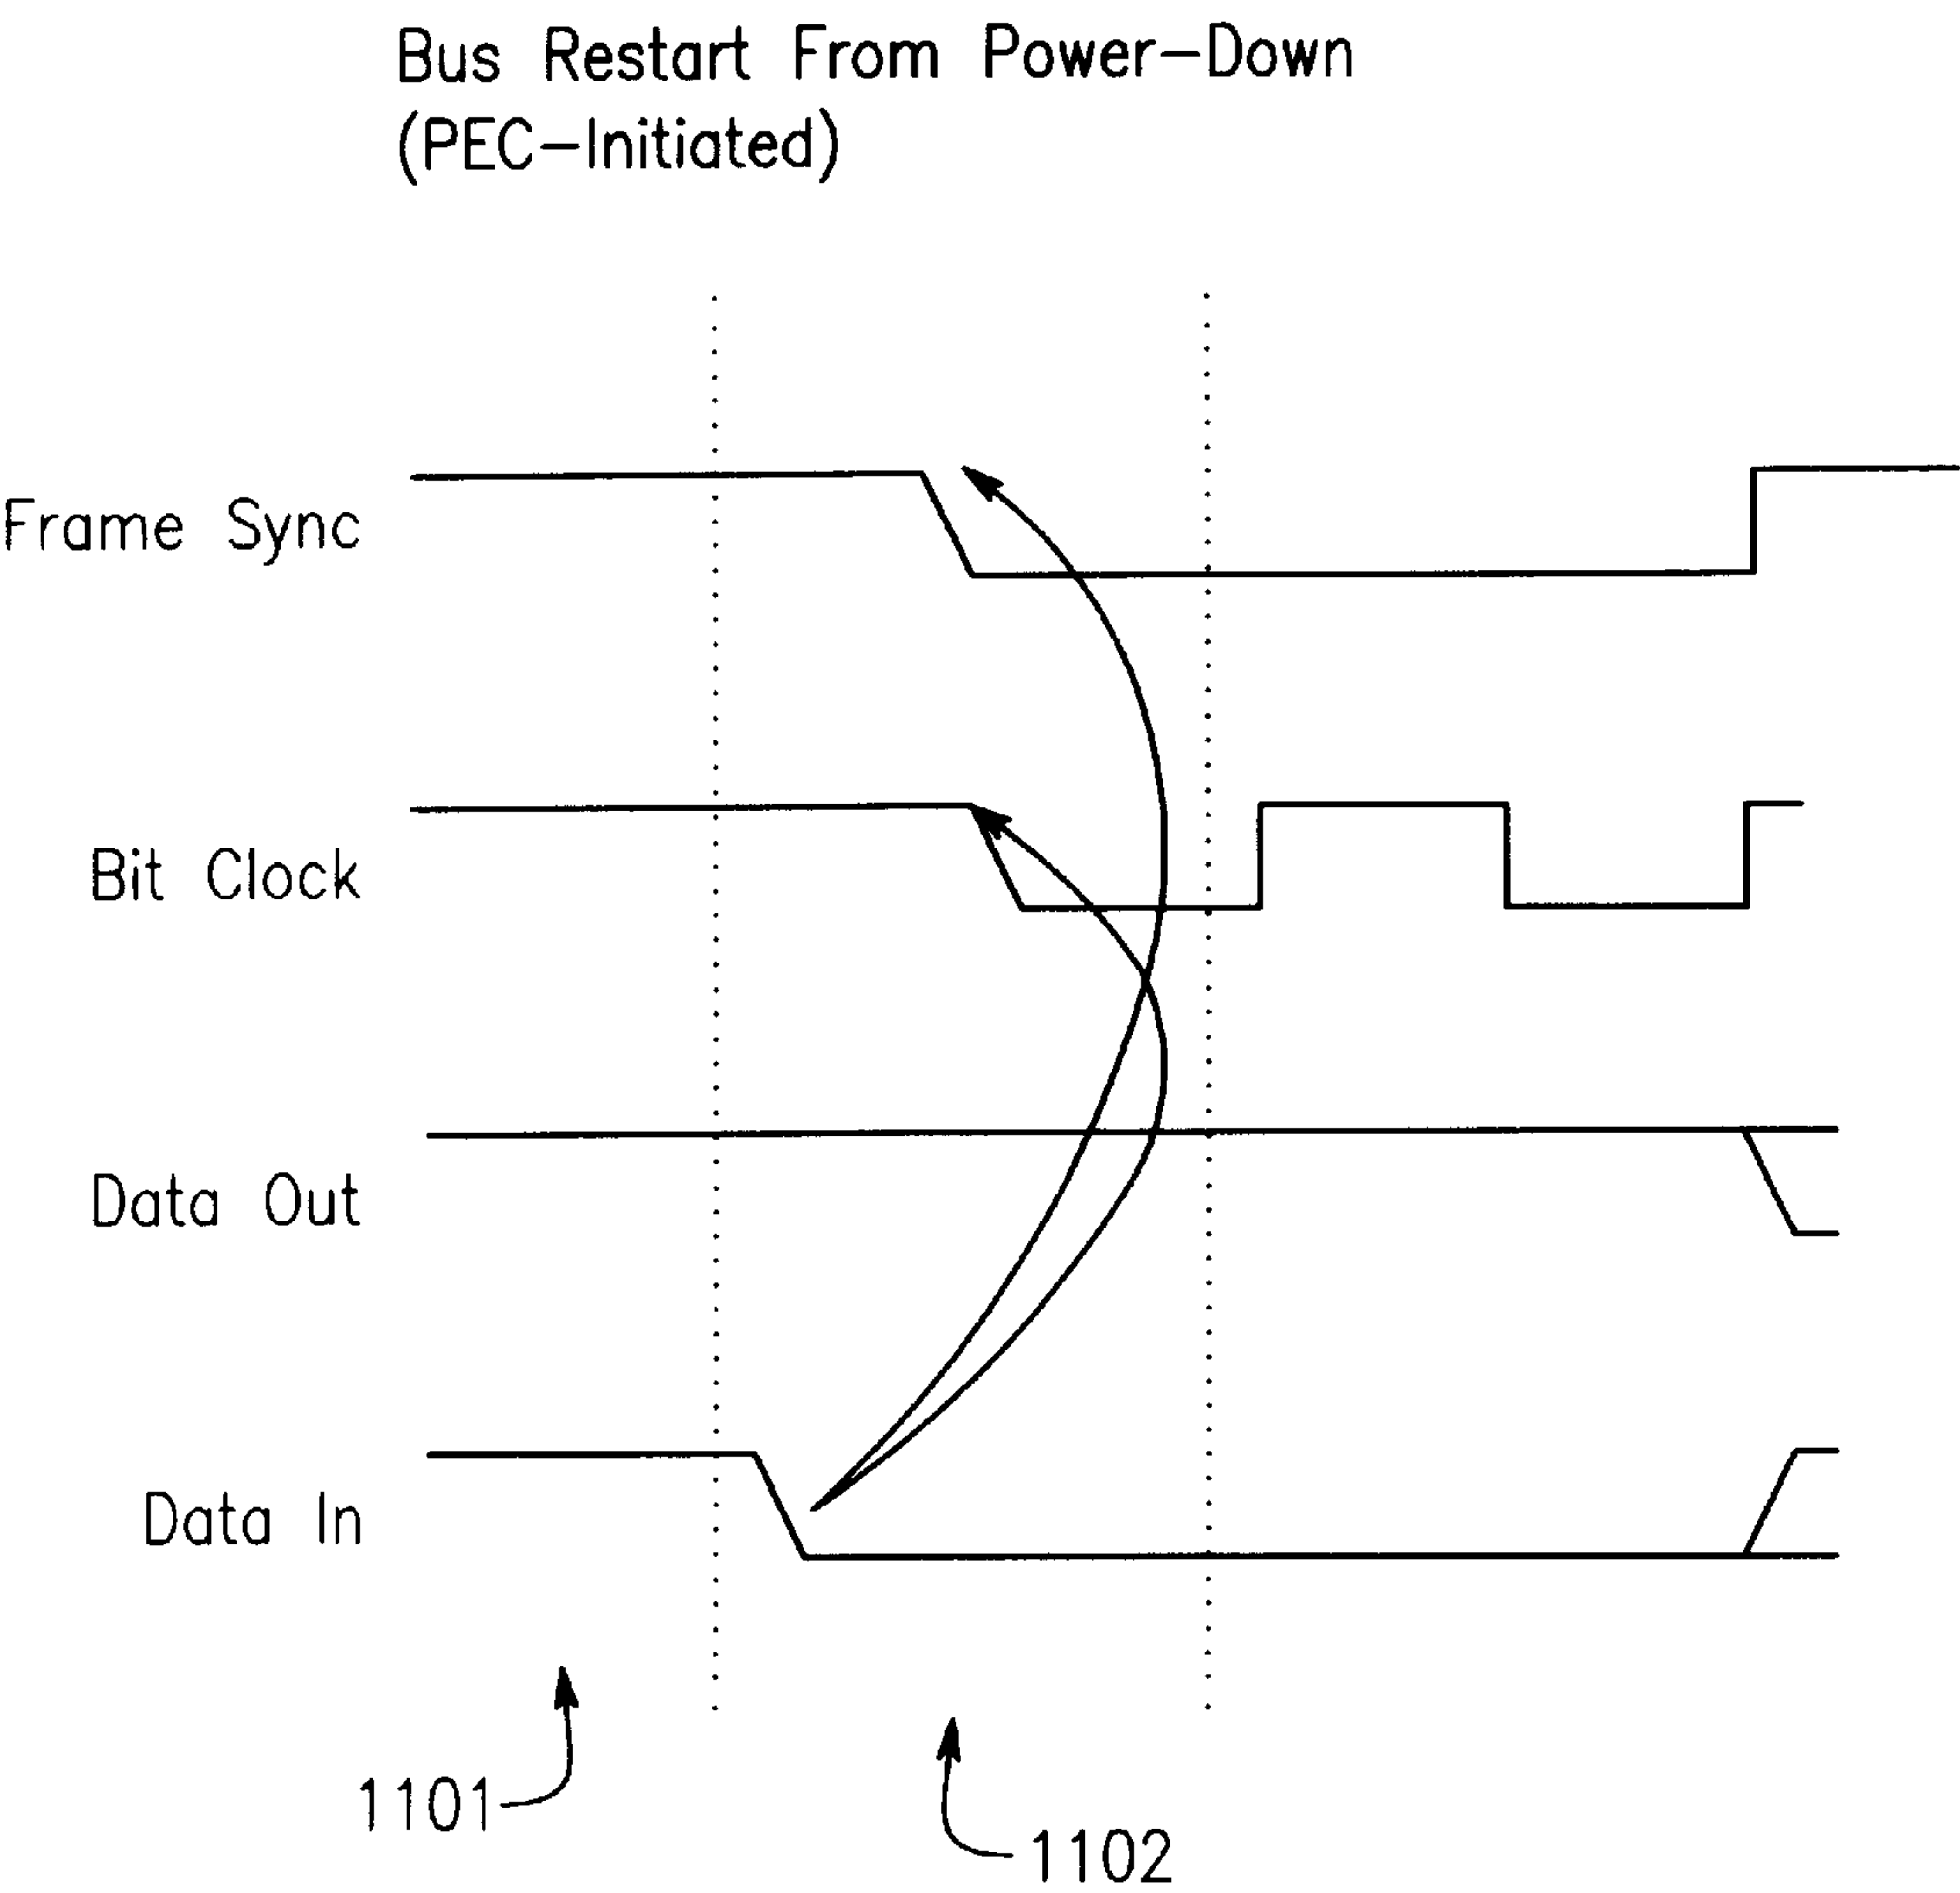 Bus Restart From Power-Down
(PEC-Initiated)
Frame Sync
Bit Clock
Data Out
Data In
1101
1102